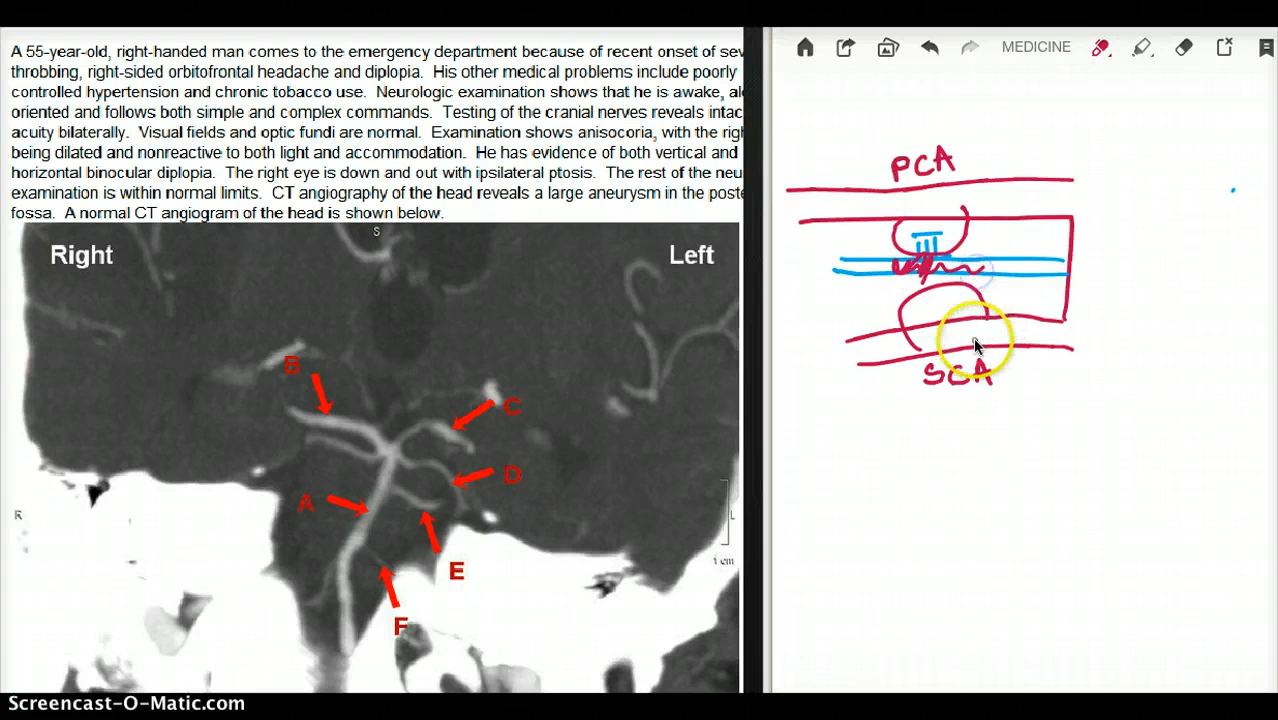 A 55-year-old, right-handed man comes to the emergency department because of recent onset of sev
throbbing, right-sided orbitofrontal headache and diplopia. His other medical problems include poorly
controlled hypertension and chronic tobacco use. Neurologic examination shows that he is awake, al
oriented and follows both simple and complex commands. Testing of the cranial nerves reveals intac
acuity bilaterally. Visual fields and optic fundi are normal. Examination shows anisocoria, with the righ
being dilated and nonreactive to both light and accommodation. He has evidence of both vertical and
horizontal binocular diplopia. The right eye is down and out with ipsilateral ptosis. The rest of the neu
examination is within normal limits. CT angiography of the head reveals a large aneurysm in the poste
fossa. A normal CT angiogram of the head is shown below.
S
Right
Left
B
C
D
A
E
F
R
L
1 cm
MEDICINE
PCA
III
SCA
Screencast-O-Matic.com